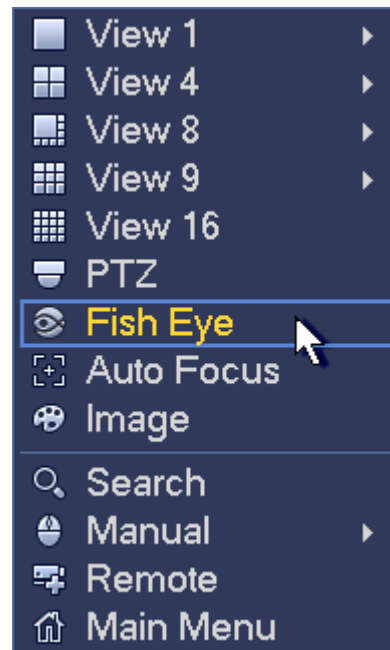 View 1
View 4
View 8
View 9
View 16
PTZ
Fish Eye
Auto Focus
Image
Search
Manual
Remote
Main Menu